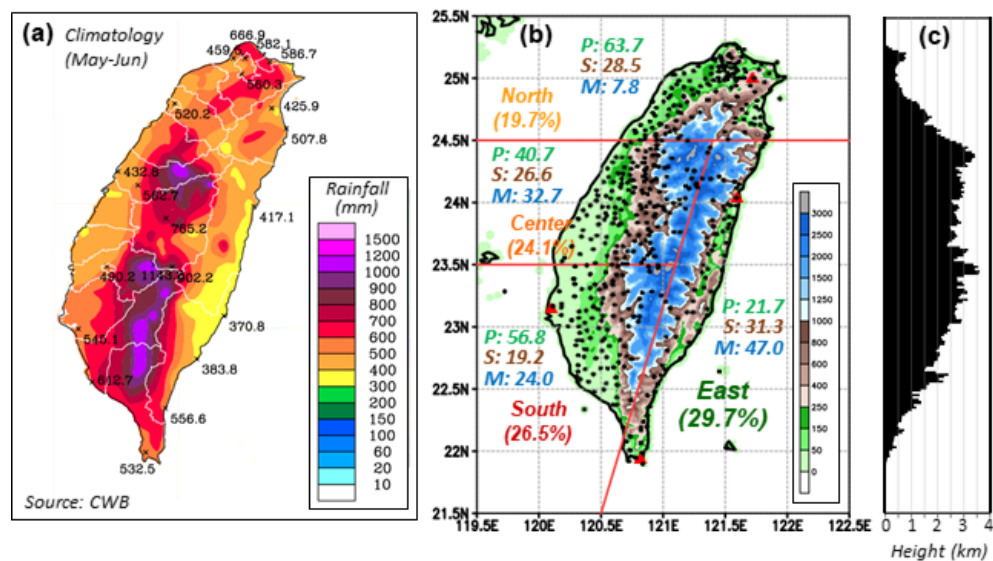 (a)
Climatology
(May-Jun)
666.9
459.
582.1
586.7
560.3
425.9
520.2
507.8
432.8
502.7
417.1
765.2
490.2
1143.
902.2
370.8
540.1
383.8
642.7
556.6
532.5
Source: CWB
Rainfall
(mm)
1500
1200
1000
900
800
700
600
500
400
300
200
150
100
60
20
10
(b)
25.5N
25N
24.5N
24N
23.5N
23N
22.5N
22N
21.5N
119.5E
120E
120.5E
121E
121.5E
122E
122.5E
P: 63.7
S: 28.5
M: 7.8
North
(19.7%)
P: 40.7
S: 26.6
M: 32.7
Center
(24.1%)
P: 56.8
S: 19.2
M: 24.0
South
(26.5%)
P: 21.7
S: 31.3
M: 47.0
East
(29.7%)
3000
2500
2000
1500
1250
1000
800
600
400
250
150
50
0
(c)
0 1 2 3 4
Height (km)